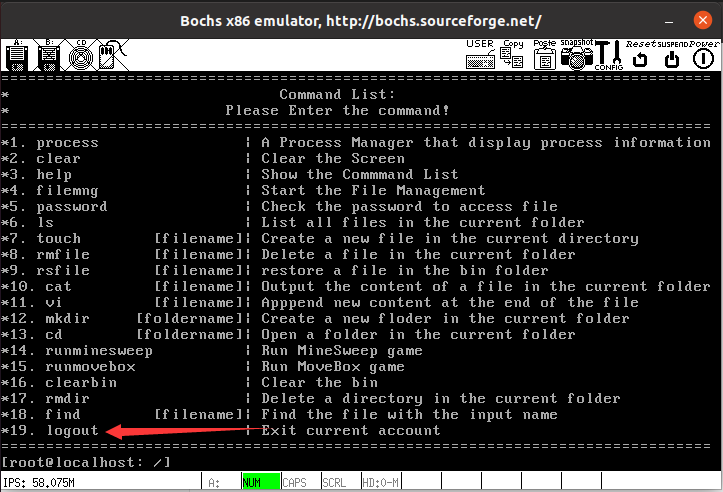 Bochs x86 emulator, http://bochs.sourceforge.net/
A: B: CD USER Copy Paste snapshot CONFIG Reset SUSPEND Power
================================================================================
* Command List:
* Please Enter the command!
================================================================================
*1. process | A Process Manager that display process information
*2. clear | Clear the Screen
*3. help | Show the Commmand List
*4. filemng | Start the File Management
*5. password | Check the password to access file
*6. ls | List all files in the current folder
*7. touch [filename]| Create a new file in the current directory
*8. rmfile [filename]| Delete a file in the current folder
*9. rsfile [filename]| restore a file in the bin folder
*10. cat [filename]| Output the content of a file in the current folder
*11. vi [filename]| Apppend new content at the end of the file
*12. mkdir [foldername]| Create a new floder in the current folder
*13. cd [foldername]| Open a folder in the current folder
*14. runminesweep | Run MineSweep game
*15. runmovebox | Run MoveBox game
*16. clearbin | Clear the bin
*17. rmdir | Delete a directory in the current folder
*18. find [filename]| Find the file with the input name
*19. logout | Exit current account
================================================================================
[root@localhost: /]
IPS: 58.075M A: NUM CAPS SCRL HD:0-M